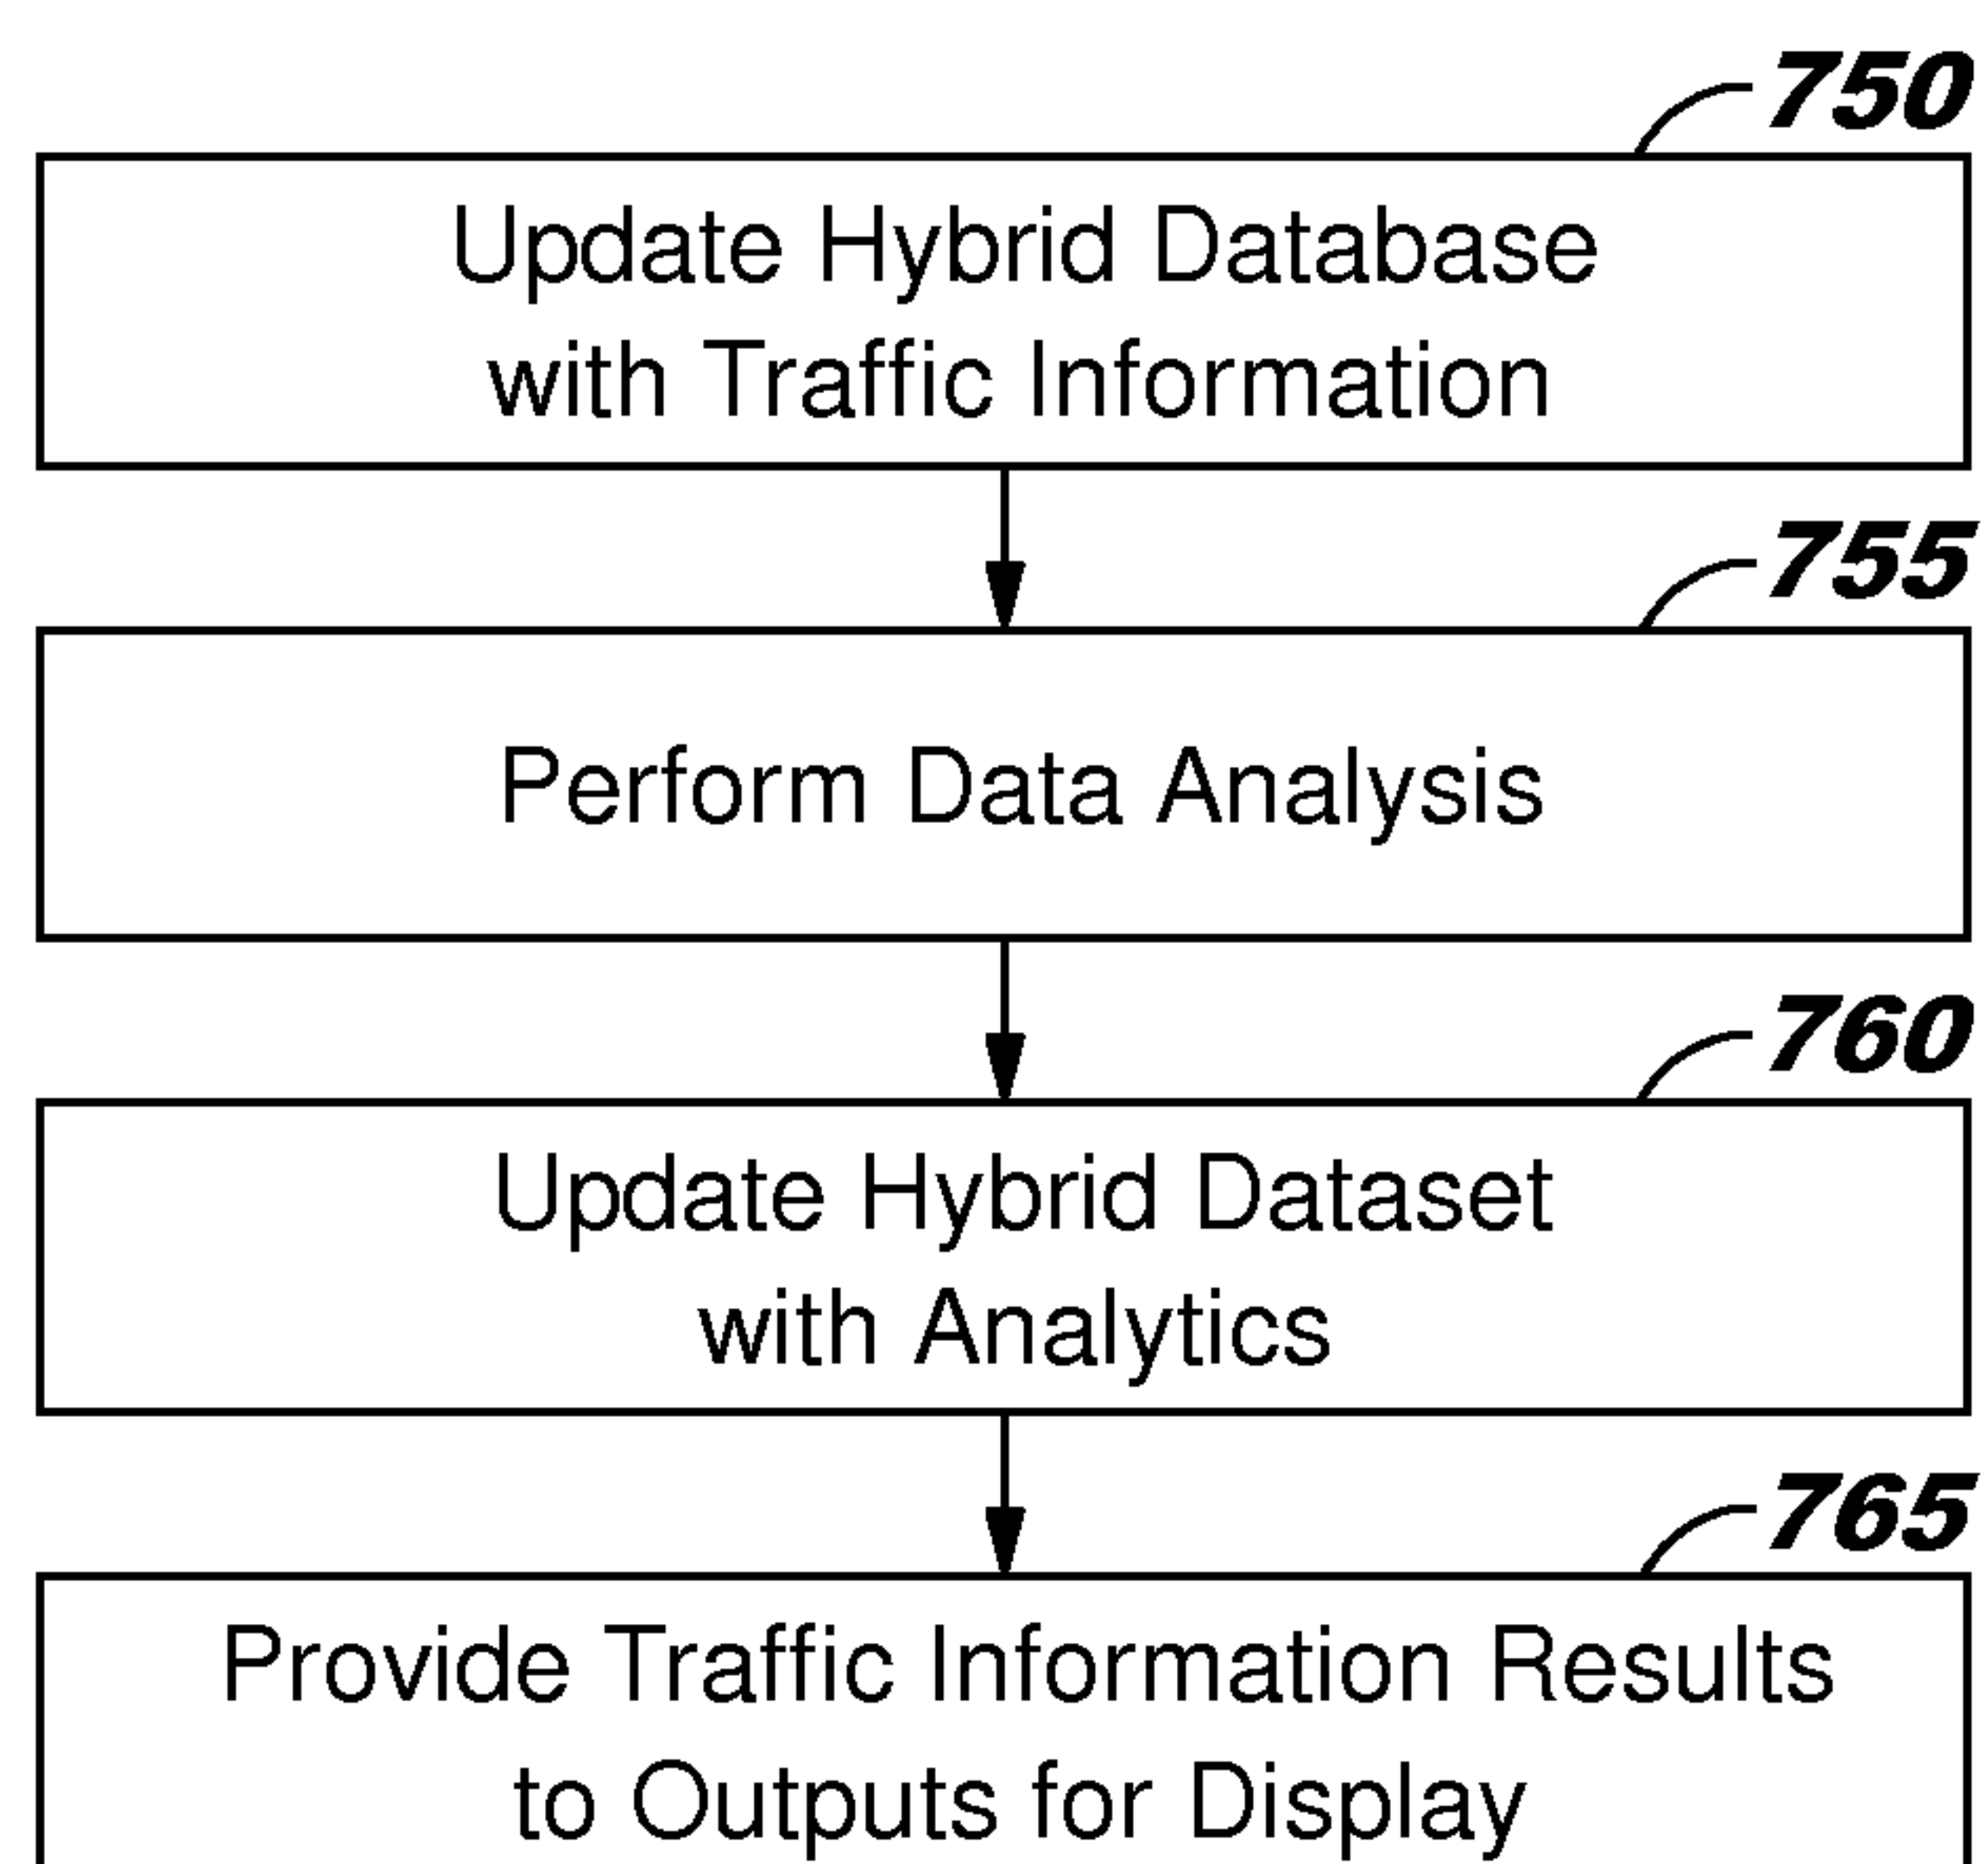 750
Update Hybrid Database
with Traffic Information
755
Perform Data Analysis
760
Update Hybrid Dataset
with Analytics
765
Provide Traffic Information Results
to Outputs for Display